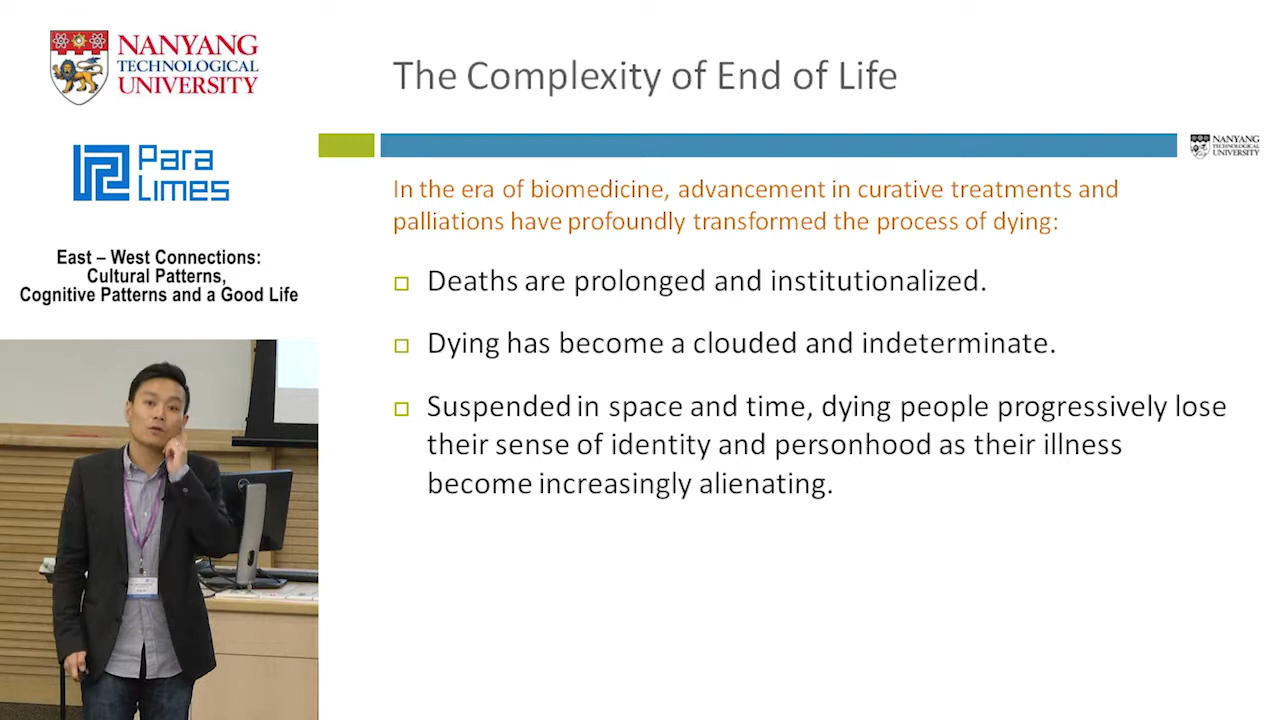 NANYANG
TECHNOLOGICAL
UNIVERSITY
Para
Limes
East – West Connections:
Cultural Patterns,
Cognitive Patterns and a Good Life
The Complexity of End of Life
NANYANG
TECHNOLOGICAL
UNIVERSITY
In the era of biomedicine, advancement in curative treatments and
palliations have profoundly transformed the process of dying:
Deaths are prolonged and institutionalized.
Dying has become a clouded and indeterminate.
Suspended in space and time, dying people progressively lose
their sense of identity and personhood as their illness
become increasingly alienating.